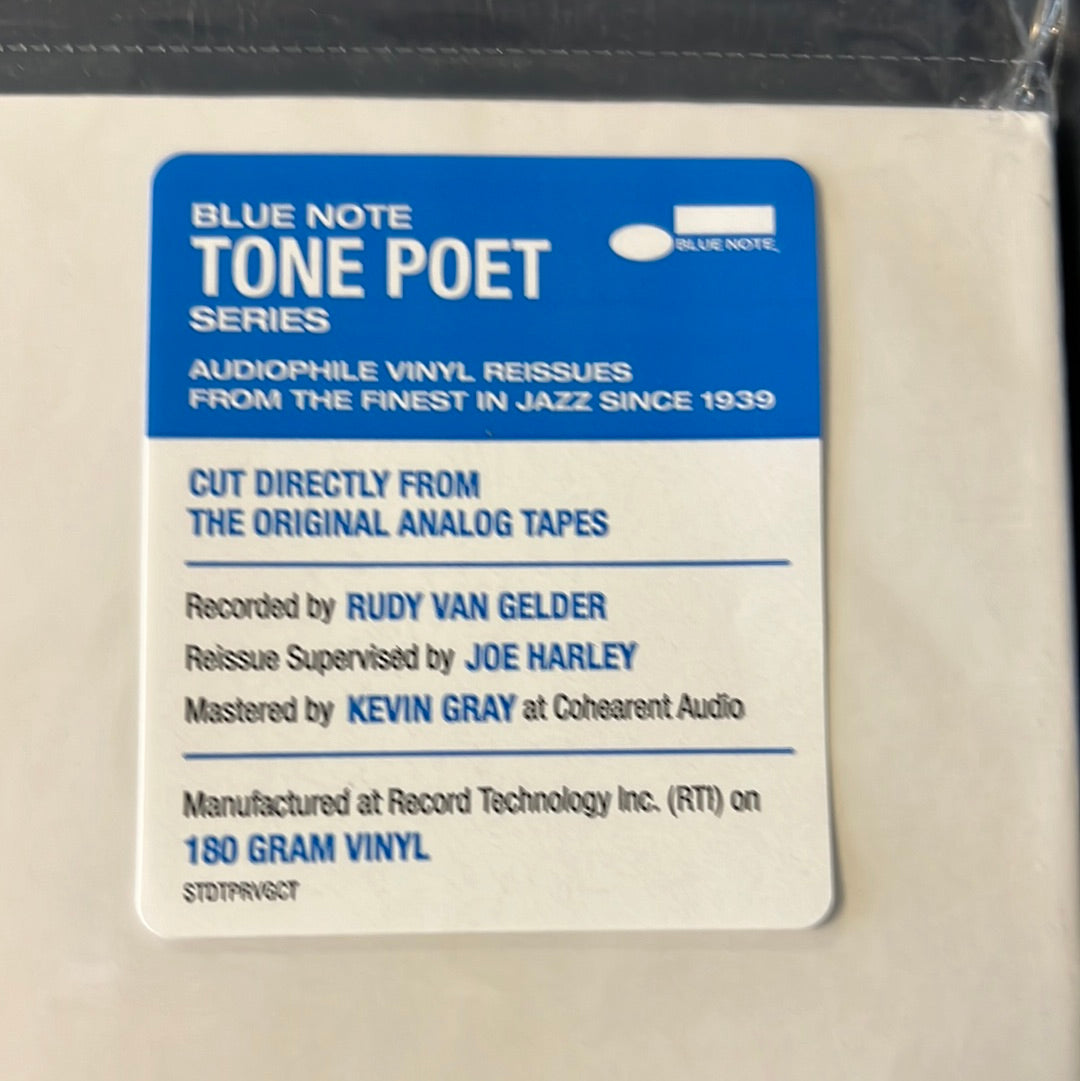 BLUE NOTE
TONE POET
SERIES
BLUE NOTE
AUDIOPHILE VINYL REISSUES
FROM THE FINEST IN JAZZ SINCE 1939
CUT DIRECTLY FROM
THE ORIGINAL ANALOG TAPES
Recorded by RUDY VAN GELDER
Reissue Supervised by JOE HARLEY
Mastered by KEVIN GRAY at Cohearent Audio
Manufactured at Record Technology Inc. (RTI) on
180 GRAM VINYL
STDTPRVGCT